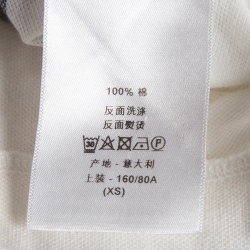 100% 棉
反面洗涤
反面熨烫
30 P
产地 - 意大利
上装 - 160/80A
(XS)